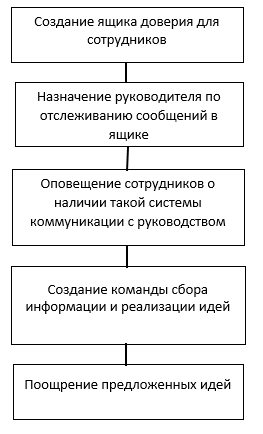 Создание ящика доверия для
сотрудников
Назначение руководителя по
отслеживанию сообщений в
ящике
Оповещение сотрудников о
наличии такой системы
коммуникации с руководством
Создание команды сбора
информации и реализации идей
Поощрение предложенных идей